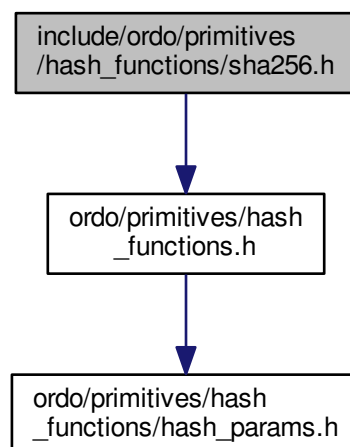 include/ordo/primitives
/hash_functions/sha256.h
ordo/primitives/hash
_functions.h
ordo/primitives/hash
_functions/hash_params.h